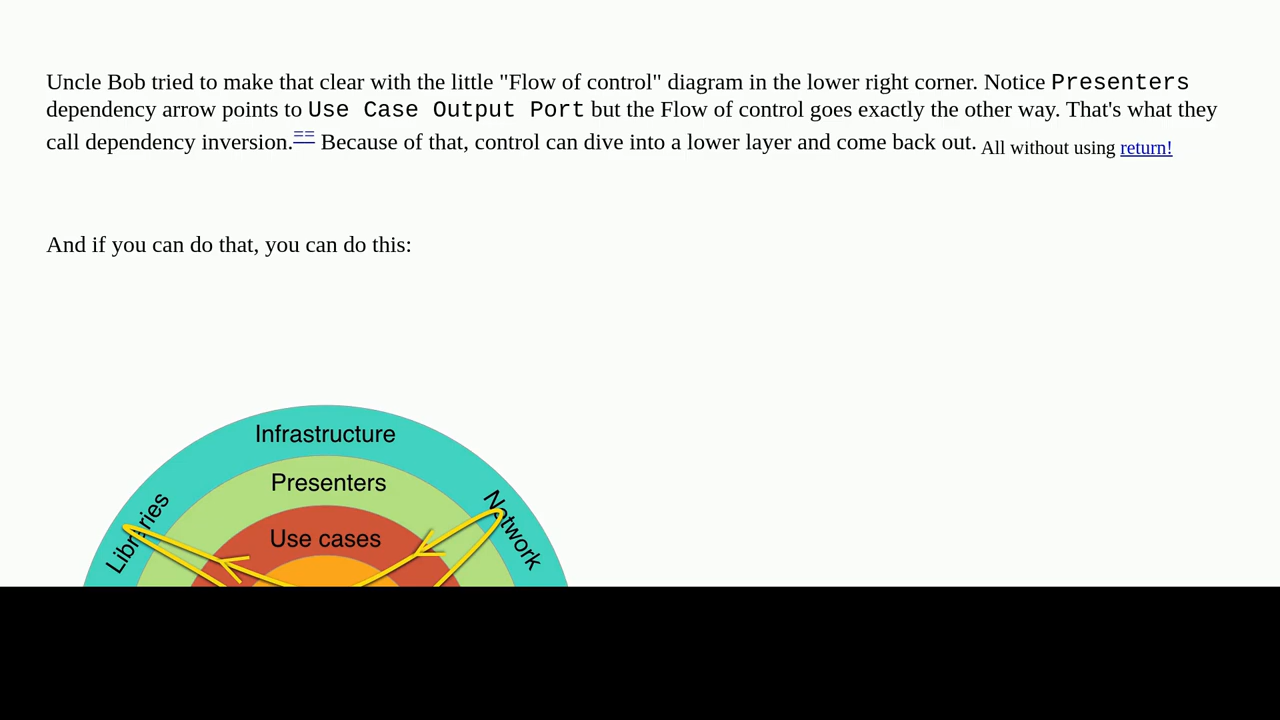 Uncle Bob tried to make that clear with the little "Flow of control" diagram in the lower right corner. Notice Presenters
dependency arrow points to Use Case Output Port but the Flow of control goes exactly the other way. That's what they
call dependency inversion.== Because of that, control can dive into a lower layer and come back out. All without using return!
And if you can do that, you can do this:
Infrastructure
Presenters
Libraries
Network
Use cases